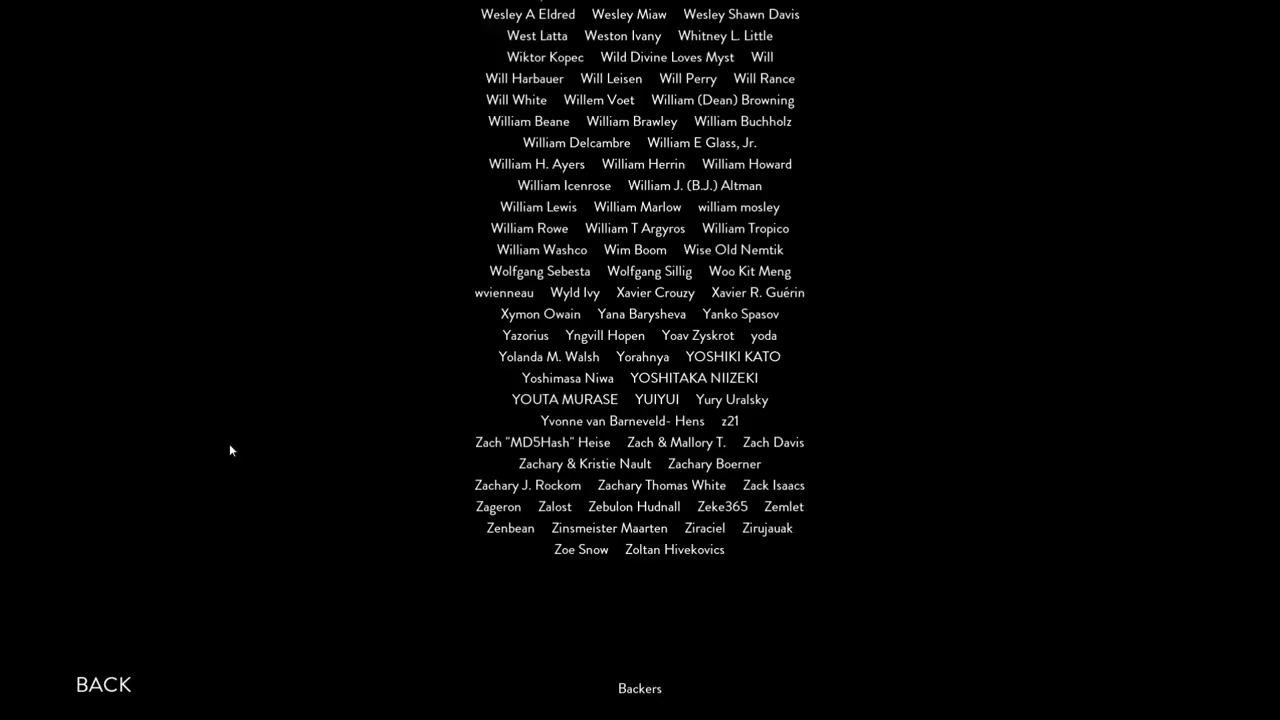 Wesley A Eldred Wesley Miaw Wesley Shawn Davis
West Latta Weston Ivany Whitney L. Little
Wiktor Kopec Wild Divine Loves Myst Will
Will Harbauer Will Leisen Will Perry Will Rance
Will White Willem Voet William (Dean) Browning
William Beane William Brawley William Buchholz
William Delcambre William E Glass, Jr.
William H. Ayers William Herrin William Howard
William Icenrose William J. (B.J.) Altman
William Lewis William Marlow william mosley
William Rowe William T Argyros William Tropico
William Washco Wim Boom Wise Old Nemtik
Wolfgang Sebesta Wolfgang Sillig Woo Kit Meng
wvienneau Wyld Ivy Xavier Crouzy Xavier R. Guérin
Xymon Owain Yana Barysheva Yanko Spasov
Yazorius Yngvill Hopen Yoav Zyskrot yoda
Yolanda M. Walsh Yorahnya YOSHIKI KATO
Yoshimasa Niwa YOSHITAKA NIIZEKI
YOUTA MURASE YUIYUI Yury Uralsky
Yvonne van Barneveld- Hens z21
Zach "MD5Hash" Heise Zach & Mallory T. Zach Davis
Zachary & Kristie Nault Zachary Boerner
Zachary J. Rockom Zachary Thomas White Zack Isaacs
Zageron Zalost Zebulon Hudnall Zeke365 Zemlet
Zenbean Zinsmeister Maarten Ziraciel Zirujauak
Zoe Snow Zoltan Hivekovics
BACK
Backers